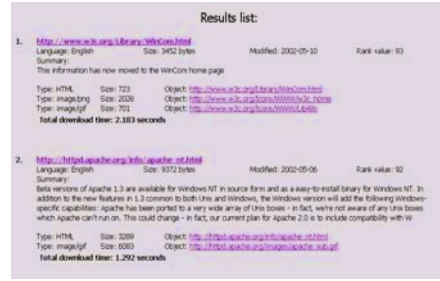 Results list:
1. http://www.w3c.org/Library/WinCom.html
Language: English Size: 3452 bytes Modified: 2002-05-10 Rank value: 93
Summary:
This information has now moved to the WinCom home page
Type: HTML Size: 723 Object: http://www.w3c.org/Library/WinCom.html
Type: image/png Size: 2028 Object: http://www.w3c.org/Icons/WWW/w3c_home
Type: image/gif Size: 701 Object: http://www.w3c.org/Icons/WWW/Lib48x
Total download time: 2.183 seconds
2. http://httpd.apache.org/info/apache_nt.html
Language: English Size: 9372 bytes Modified: 2002-05-06 Rank value: 92
Summary:
Beta versions of Apache 1.3 are available for Windows NT in source form and as a easy-to-install binary for Windows NT. In
addition to the new features in 1.3 common to both Unix and Windows, the Windows version will add the following Windows-
specific capabilities: Apache has been ported to a very wide array of Unix boxes - in fact, we're not aware of any Unix boxes
which Apache can't run on. This could change - in fact, our current plan for Apache 2.0 is to include compatibility with W
Type: HTML Size: 3289 Object: http://httpd.apache.org/info/apache_nt.html
Type: image/gif Size: 6083 Object: http://httpd.apache.org/images/apache_sub.gif
Total download time: 1.292 seconds